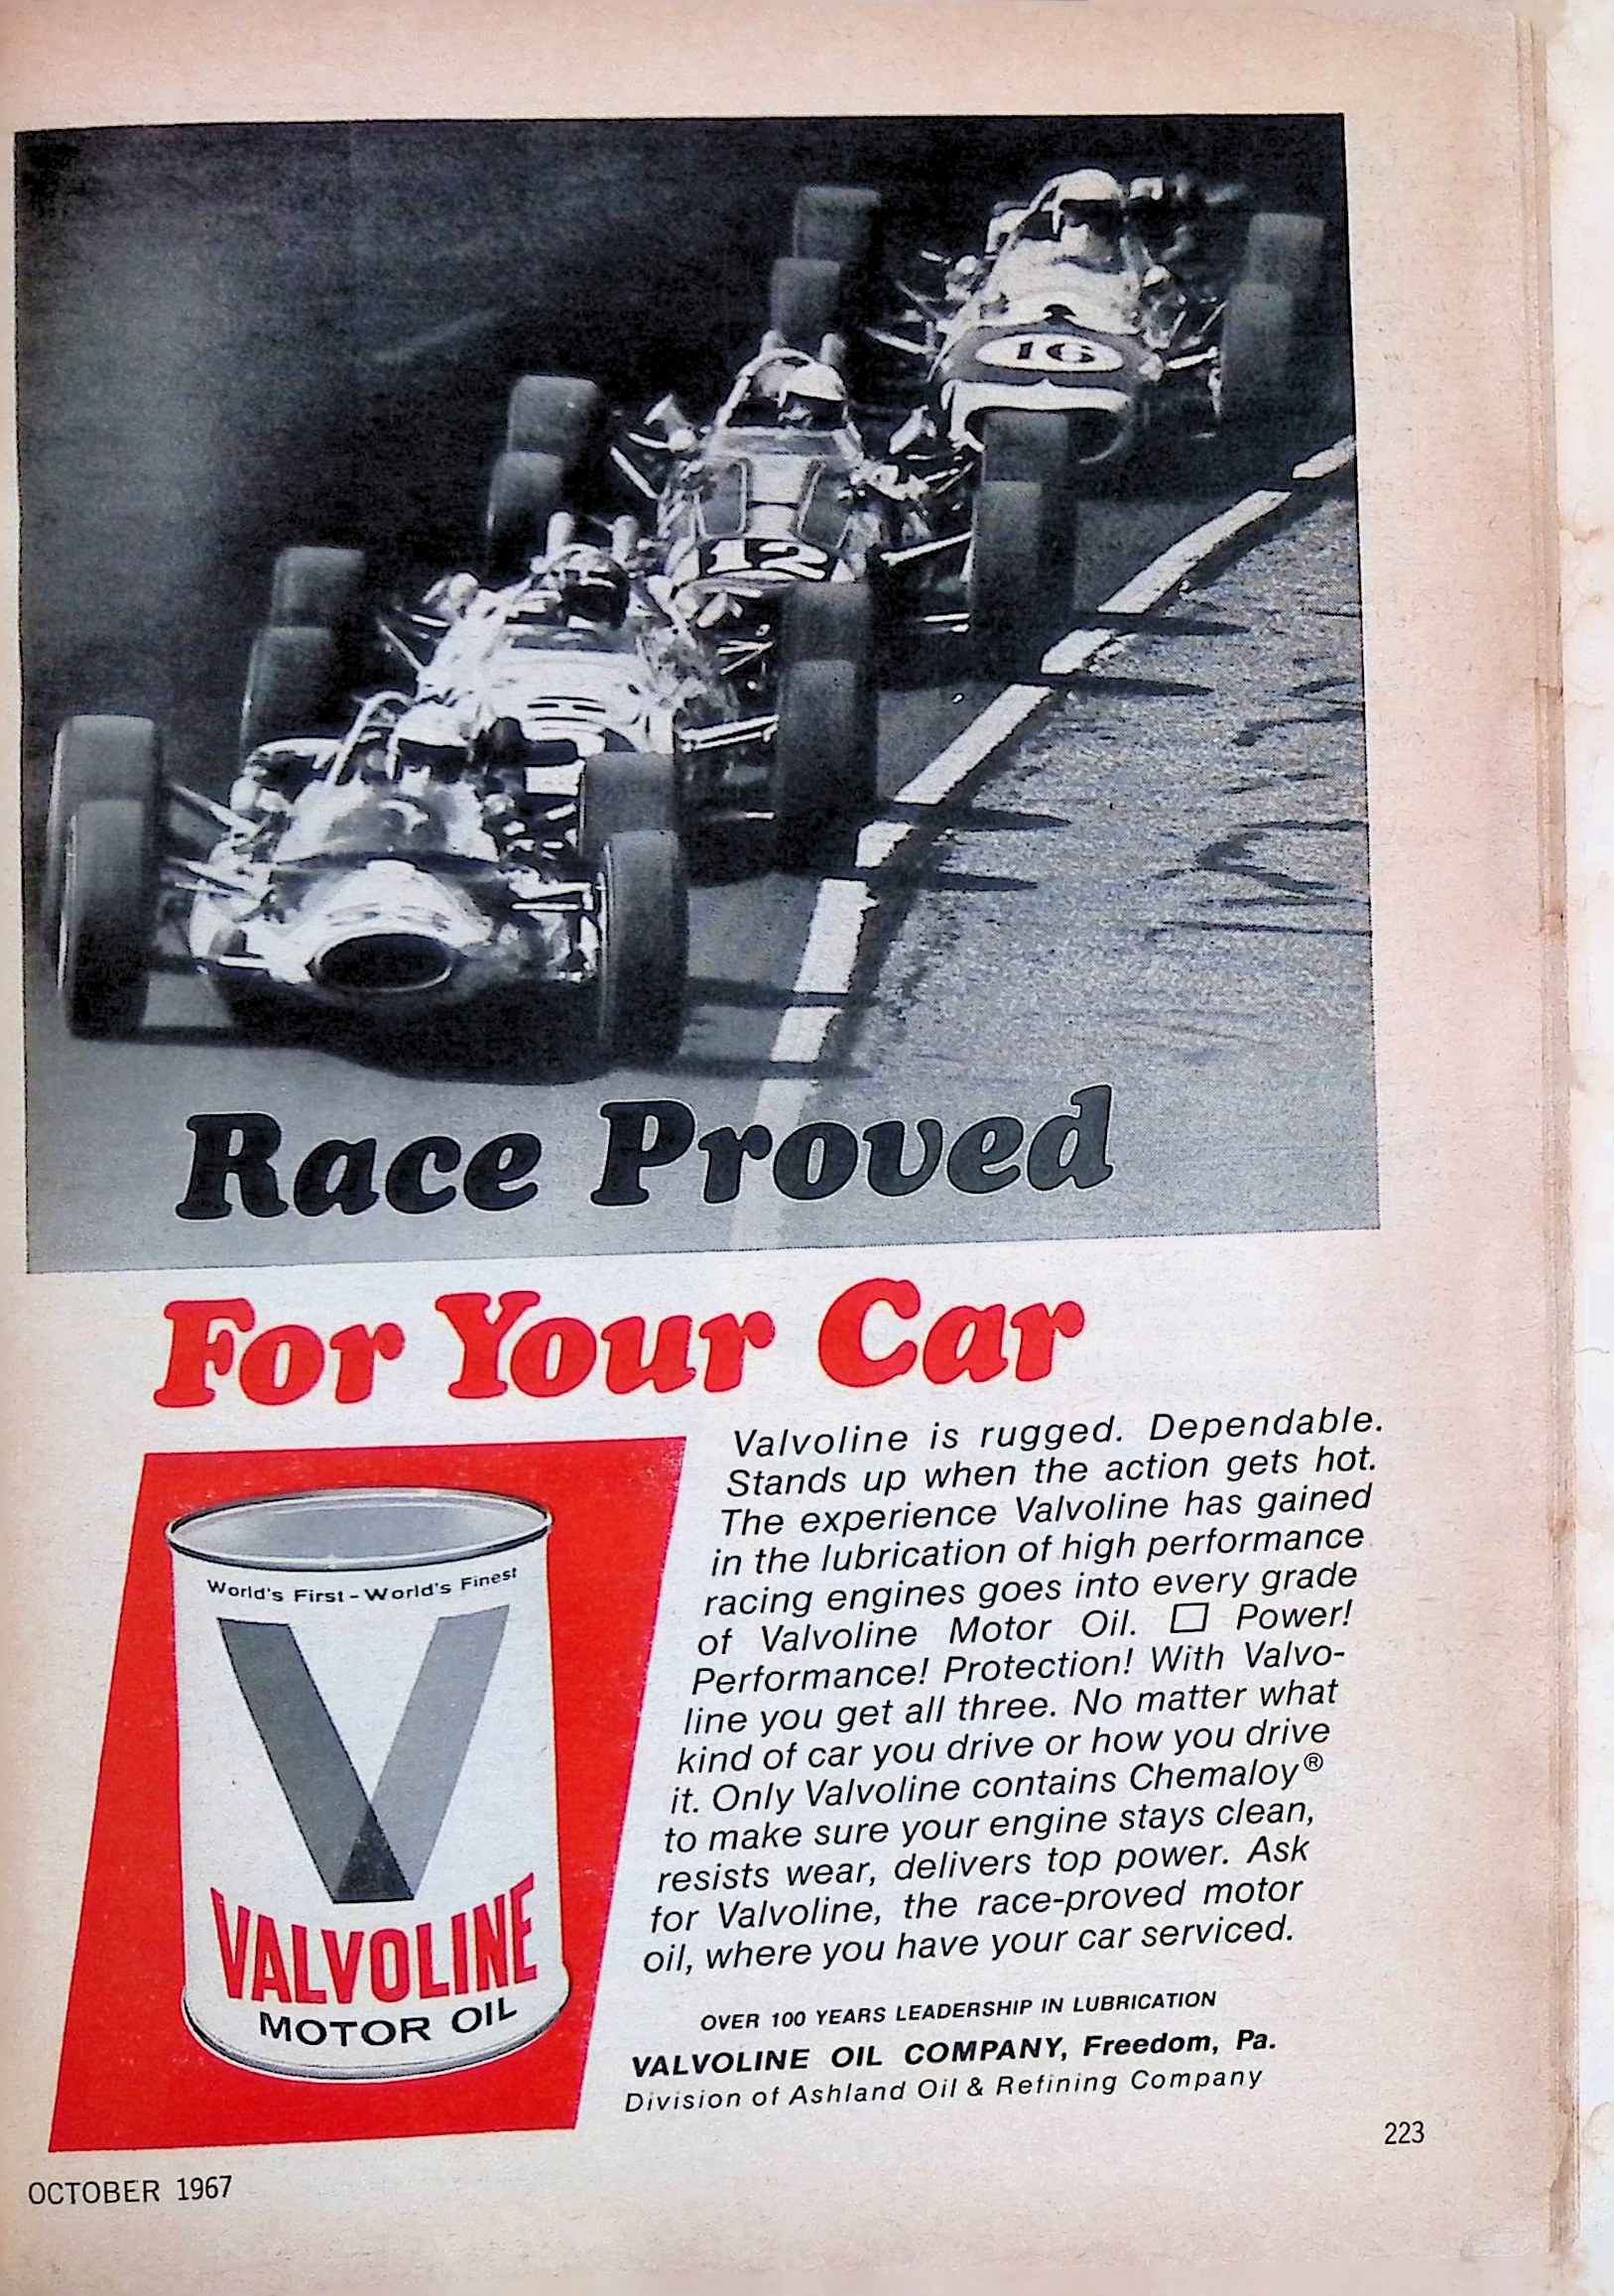 16
12
Race Proved
For Your Car
World's First - World's Finest
V
VALVOLINE
MOTOR OIL
Valvoline is rugged. Dependable.
Stands up when the action gets hot.
The experience Valvoline has gained
in the lubrication of high performance
racing engines goes into every grade
of Valvoline Motor Oil. □ Power!
Performance! Protection! With Valvo-
line you get all three. No matter what
kind of car you drive or how you drive
it. Only Valvoline contains Chemaloy®
to make sure your engine stays clean,
resists wear, delivers top power. Ask
for Valvoline, the race-proved motor
oil, where you have your car serviced.
OVER 100 YEARS LEADERSHIP IN LUBRICATION
VALVOLINE OIL COMPANY, Freedom, Pa.
Division of Ashland Oil & Refining Company
223
OCTOBER 1967